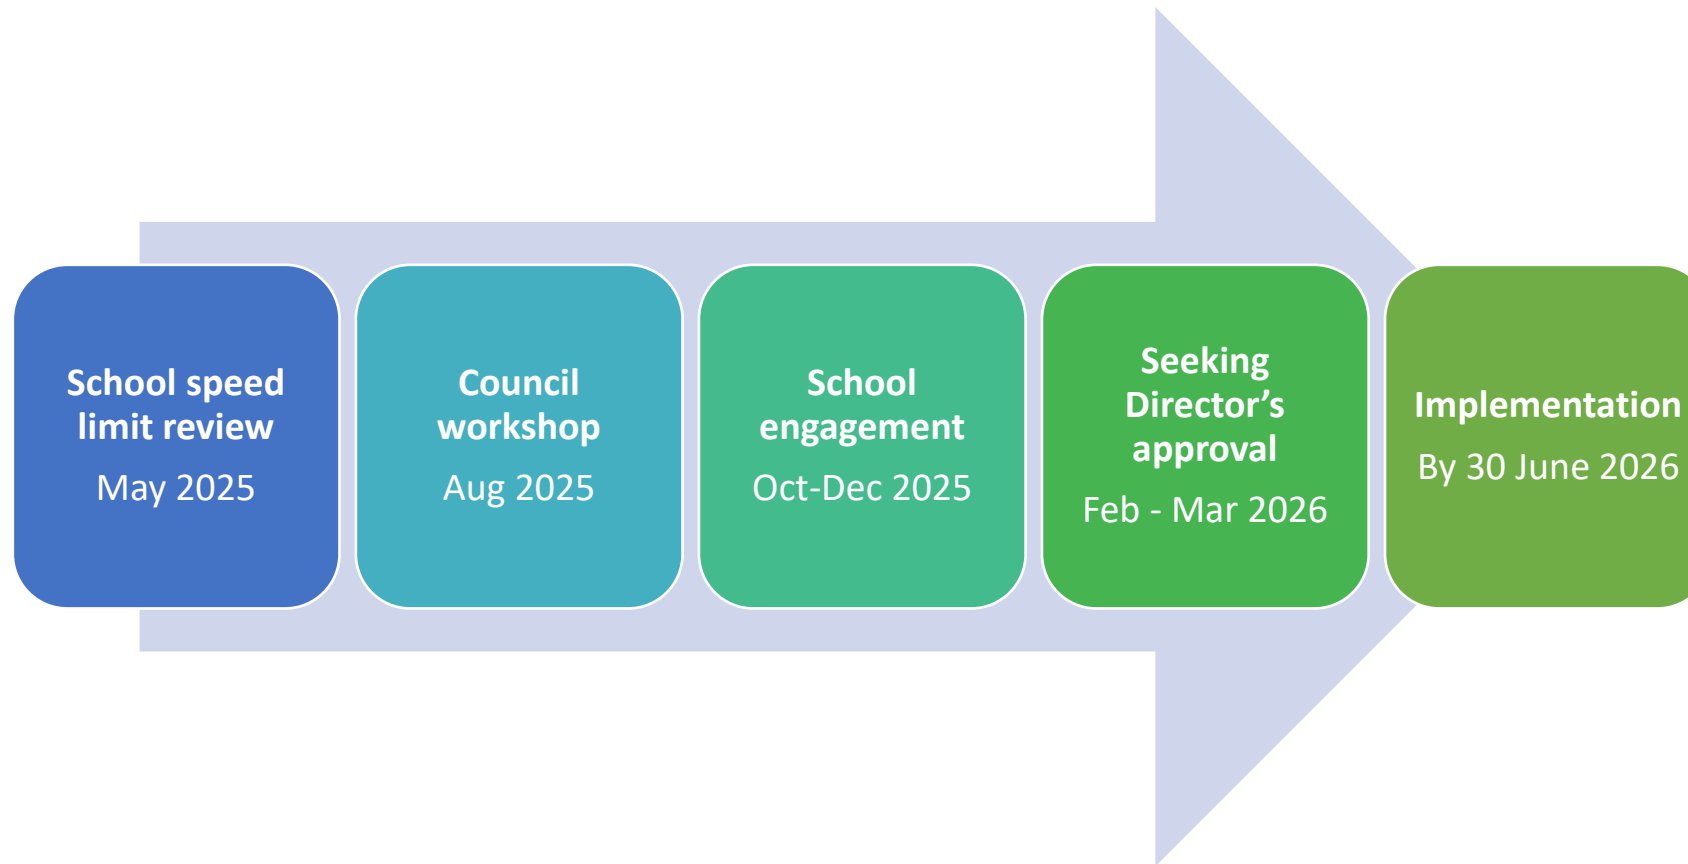 School speed
limit review
May 2025
Council
workshop
Aug 2025
School
engagement
Oct-Dec 2025
Seeking
Director’s
approval
Feb - Mar 2026
Implementation
By 30 June 2026